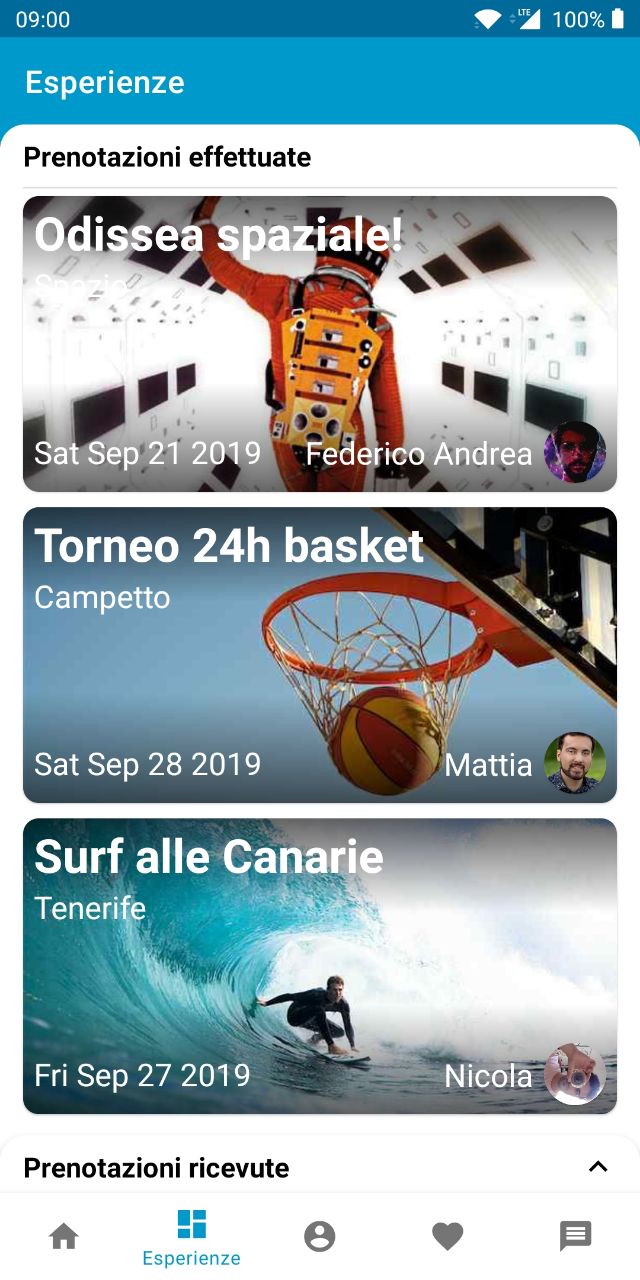 09:00
LTE
100%
Esperienze
Prenotazioni effettuate
Odissea spaziale!
Spazio
Sat Sep 21 2019
Federico Andrea
Torneo 24h basket
Campetto
Sat Sep 28 2019
Mattia
Surf alle Canarie
Tenerife
Fri Sep 27 2019
Nicola
Prenotazioni ricevute
Esperienze